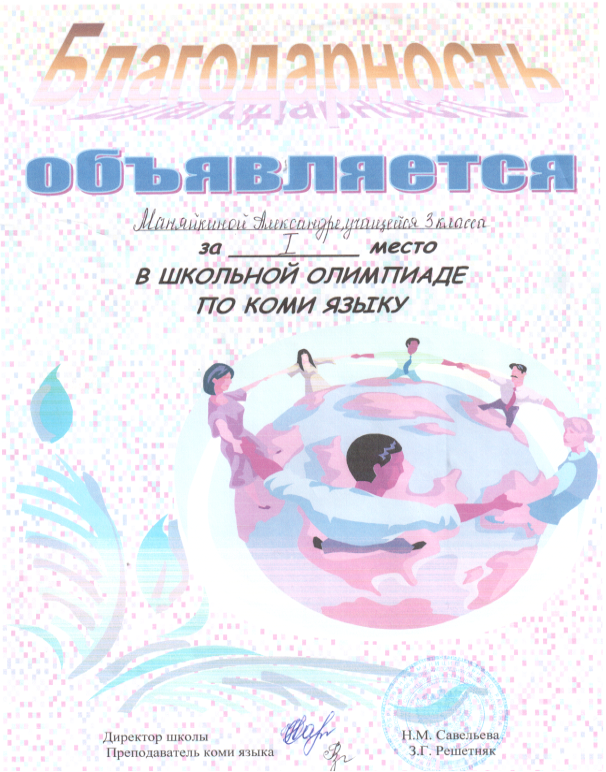 Благодарность
объявляется
Маняйкиной Александре, учащейся 3 класса
за I место
В ШКОЛЬНОЙ ОЛИМПИАДЕ
ПО КОМИ ЯЗЫКУ
Директор школы Н.М. Савельева
Преподаватель коми языка З.Г. Решетняк